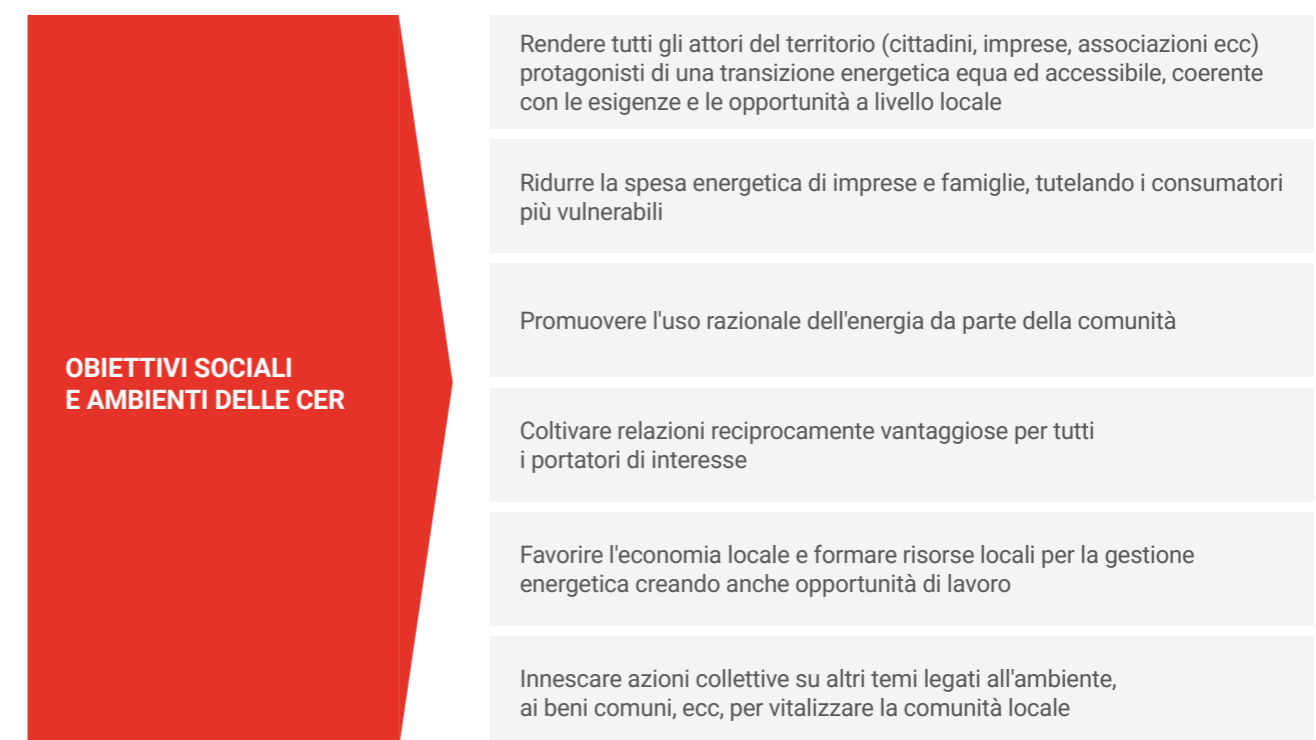 OBIETTIVI SOCIALI
E AMBIENTI DELLE CER
Rendere tutti gli attori del territorio (cittadini, imprese, associazioni ecc)
protagonisti di una transizione energetica equa ed accessibile, coerente
con le esigenze e le opportunità a livello locale
Ridurre la spesa energetica di imprese e famiglie, tutelando i consumatori
più vulnerabili
Promuovere l'uso razionale dell'energia da parte della comunità
Coltivare relazioni reciprocamente vantaggiose per tutti
i portatori di interesse
Favorire l'economia locale e formare risorse locali per la gestione
energetica creando anche opportunità di lavoro
Innescare azioni collettive su altri temi legati all'ambiente,
ai beni comuni, ecc, per vitalizzare la comunità locale